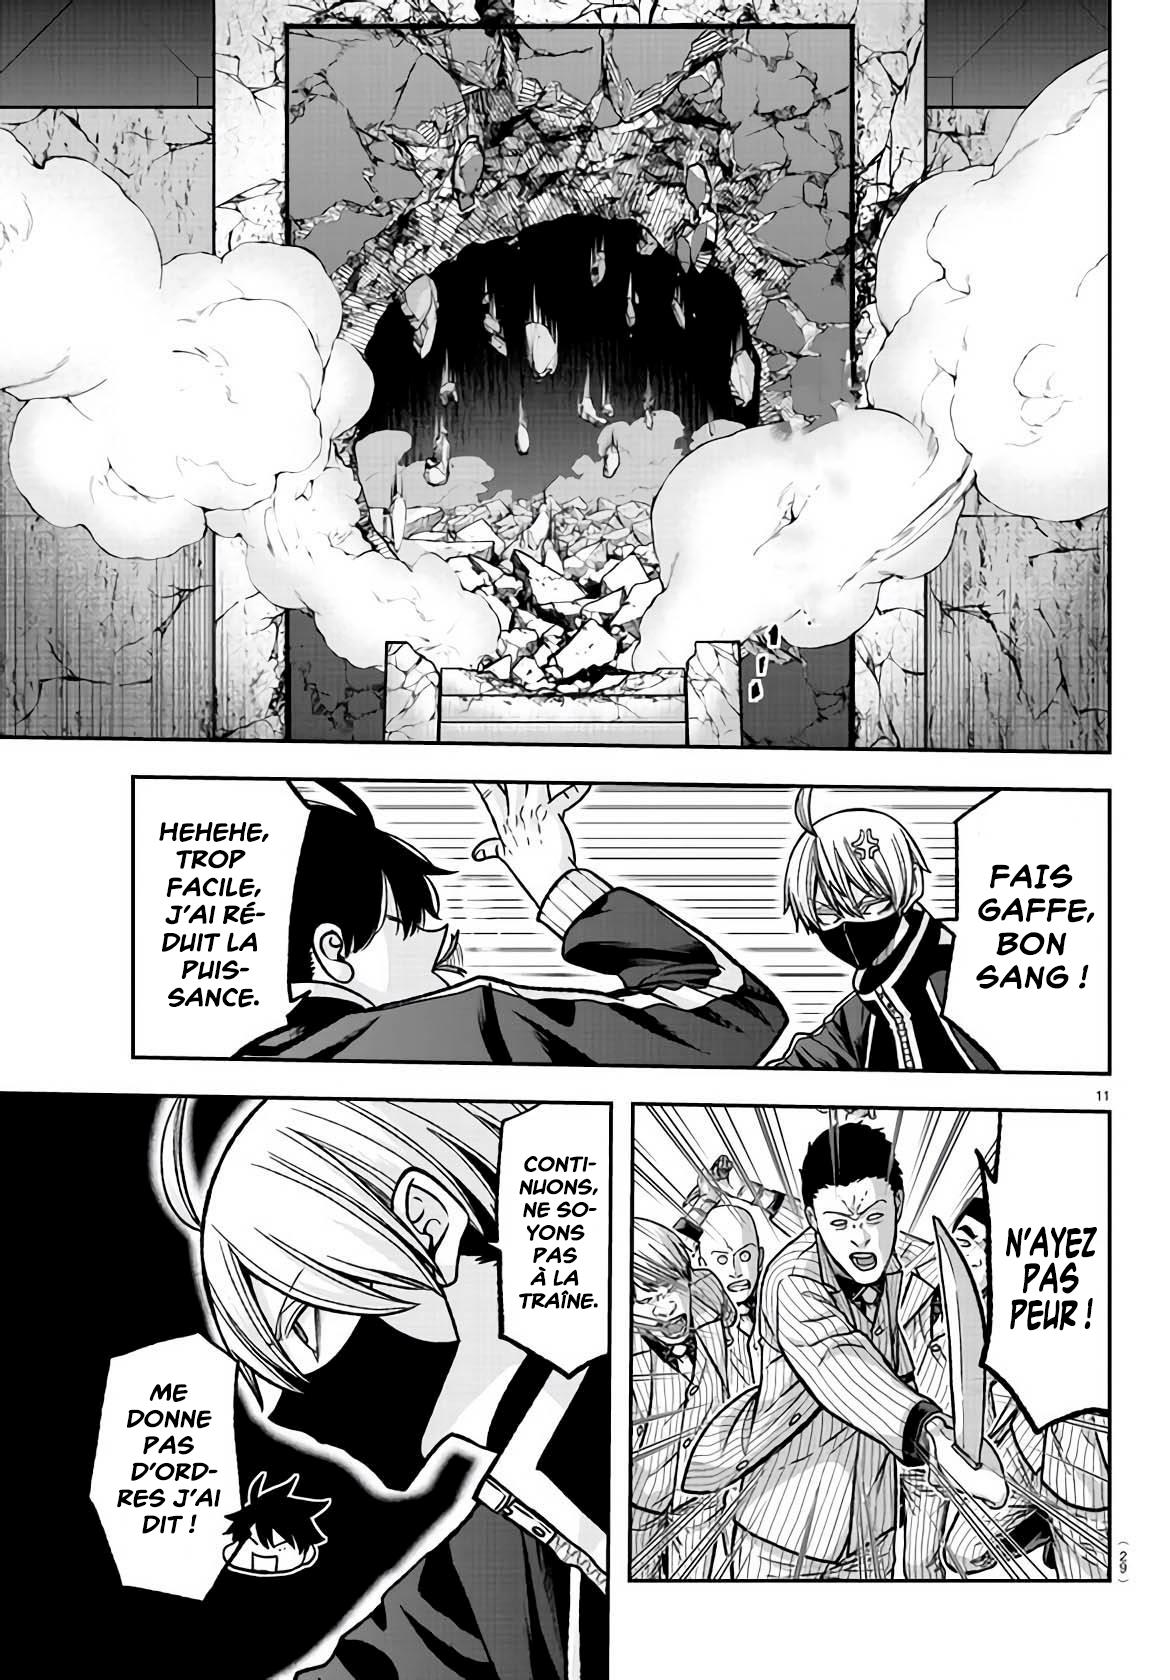 FAIS
GAFFE,
BON
SANG !
HEHEHE,
TROP
FACILE,
J'AI RÉ-
DUIT LA
PUIS-
SANCE.
11
N'AYEZ
PAS
PEUR !
CONTI-
NUONS,
NE SO-
YONS
PAS
À LA
TRAÎNE.
ME
DONNE
PAS
D'ORD-
RES J'AI
DIT !
(29)